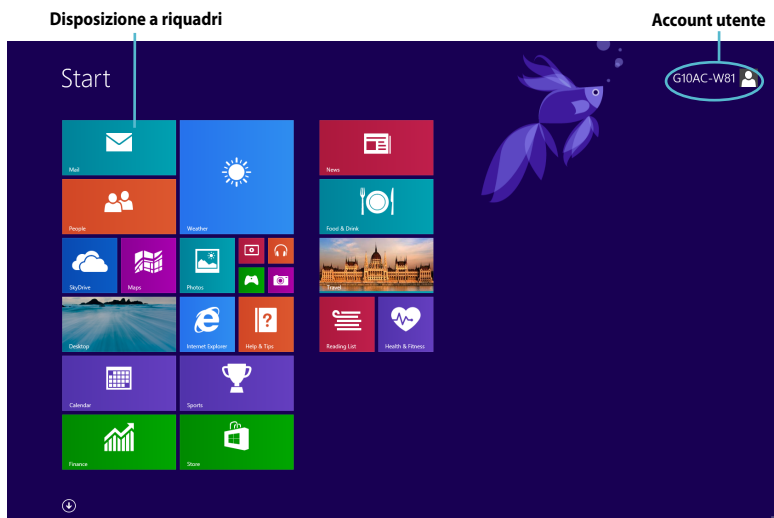 Disposizione a riquadri
Account utente
Start
G10AC-W81
Mail
Weather
News
People
Food & Drink
SkyDrive
Maps
Photos
Travel
Desktop
Internet Explorer
Help & Tips
Reading List
Health & Fitness
Calendar
Sports
Finance
Store